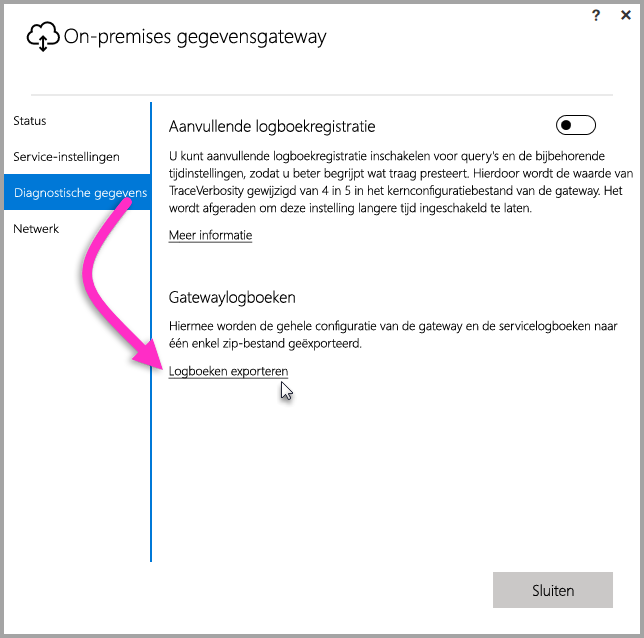 ? ×
On-premises gegevensgateway
Status
Service-instellingen
Diagnostische gegevens
Netwerk
Aanvullende logboekregistratie
U kunt aanvullende logboekregistratie inschakelen voor query's en de bijbehorende
tijdinstellingen, zodat u beter begrijpt wat traag presteert. Hierdoor wordt de waarde van
TraceVerbosity gewijzigd van 4 in 5 in het kernconfiguratiebestand van de gateway. Het
wordt afgeraden om deze instelling langere tijd ingeschakeld te laten.
Meer informatie
Gatewaylogboeken
Hiermee worden de gehele configuratie van de gateway en de servicelogboeken naar
één enkel zip-bestand geëxporteerd.
Logboeken exporteren
Sluiten